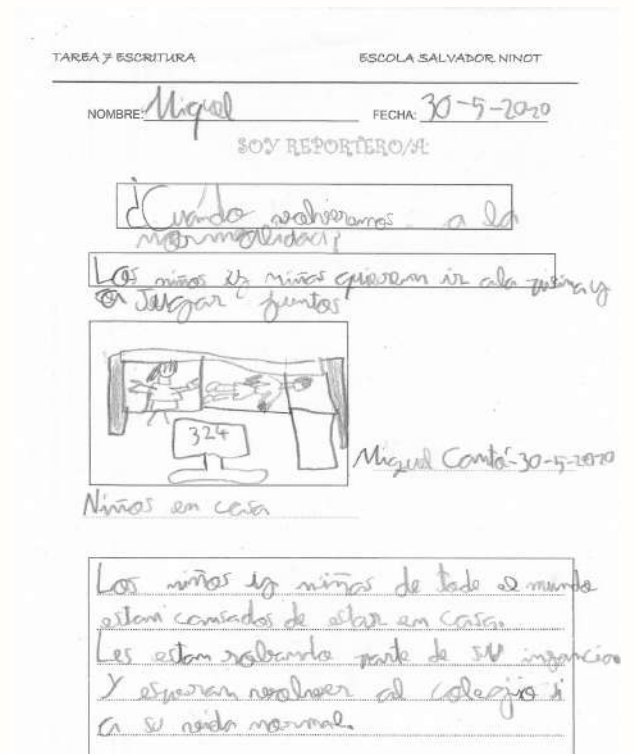 TAREA 7 ESCRITURA ESCOLA SALVADOR NINOT
NOMBRE: Miguel FECHA: 30-5-2020
SOY REPORTERO/A:
¿Cuándo volveremos a la
normalidad?
Los niños y niñas quieren ir a la piscina y
a Jugar juntos
324
Miguel Cantó-30-5-2020
Niños en casa
Los niños y niñas de todo el mundo
estan cansados de estar en casa.
Les estan robando parte de su infancia
Y esperan volver al colegio i
a su vida normal.